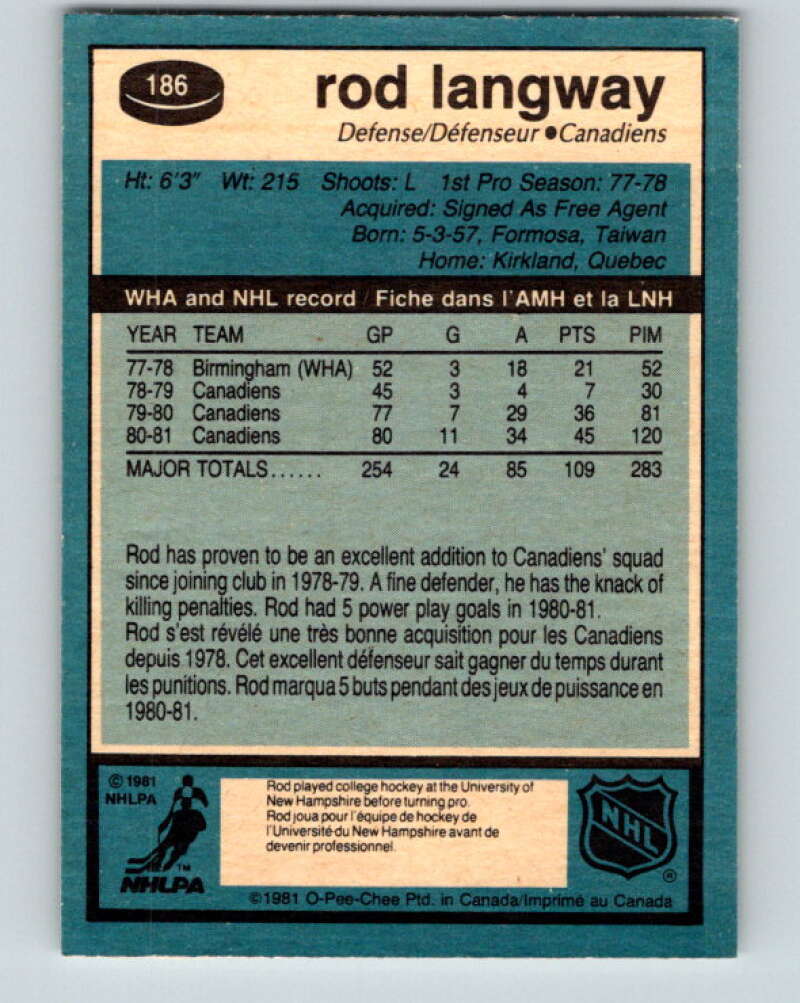 186
rod langway
Defense/Défenseur ● Canadiens
Ht: 6'3" Wt: 215 Shoots: L 1st Pro Season: 77-78
Acquired: Signed As Free Agent
Born: 5-3-57, Formosa, Taiwan
Home: Kirkland, Quebec
WHA and NHL record / Fiche dans l'AMH et la LNH
YEAR TEAM GP G A PTS PIM
77-78 Birmingham (WHA) 52 3 18 21 52
78-79 Canadiens 45 3 4 7 30
79-80 Canadiens 77 7 29 36 81
80-81 Canadiens 80 11 34 45 120
MAJOR TOTALS...... 254 24 85 109 283
Rod has proven to be an excellent addition to Canadiens' squad
since joining club in 1978-79. A fine defender, he has the knack of
killing penalties. Rod had 5 power play goals in 1980-81.
Rod s'est révélé une très bonne acquisition pour les Canadiens
depuis 1978. Cet excellent défenseur sait gagner du temps durant
les punitions. Rod marqua 5 buts pendant des jeux de puissance en
1980-81.
© 1981
NHLPA
TM
NHLPA
Rod played college hockey at the University of
New Hampshire before turning pro.
Rod joua pour l'équipe de hockey de
l'Université du New Hampshire avant de
devenir professionnel.
NHL
®
©1981 O-Pee-Chee Ptd. in Canada/Imprimé au Canada